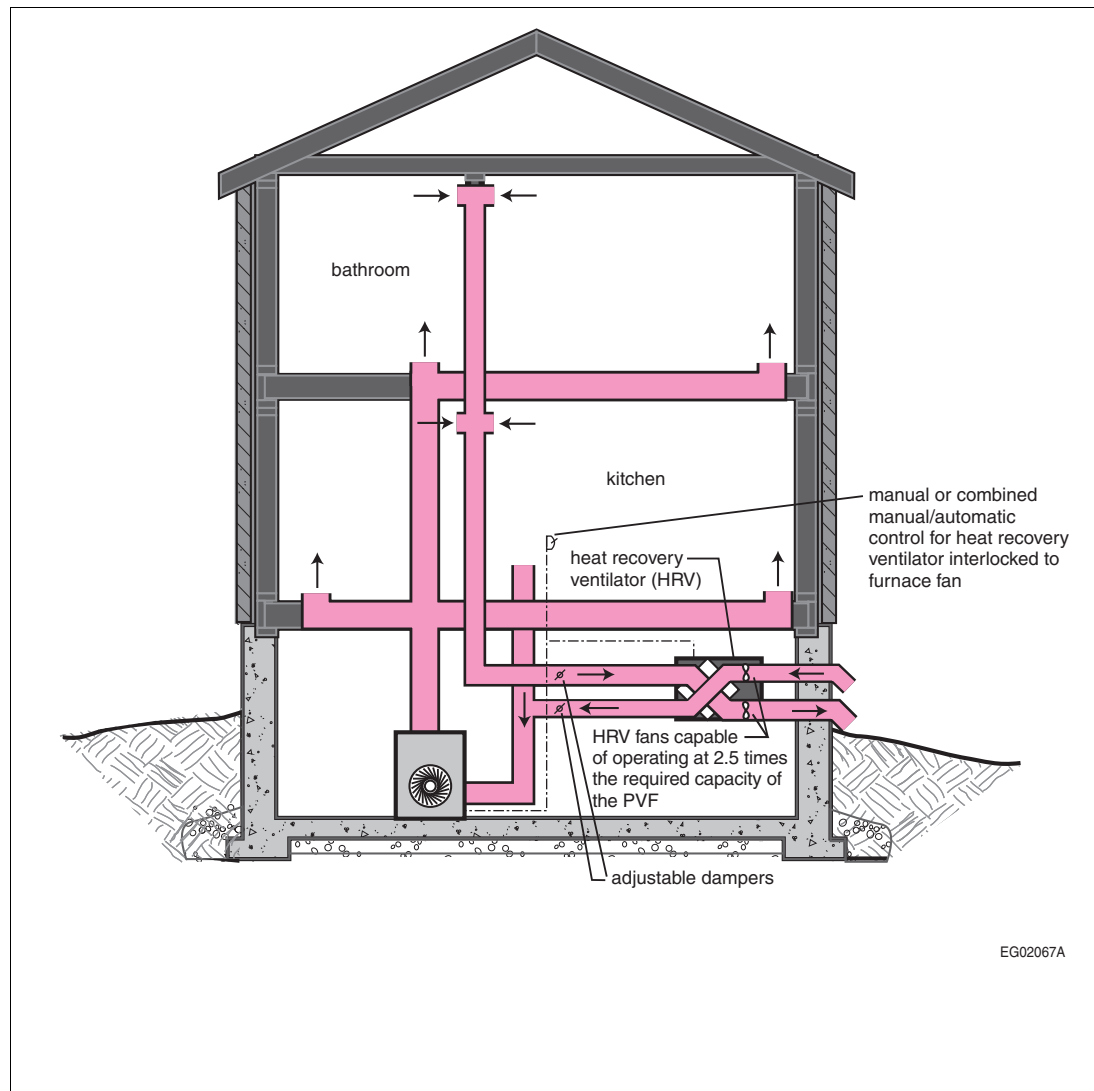 bathroom
kitchen
manual or combined
manual/automatic
control for heat recovery
ventilator interlocked to
furnace fan
heat recovery
ventilator (HRV)
HRV fans capable
of operating at 2.5 times
the required capacity of
the PVF
adjustable dampers
EG02067A